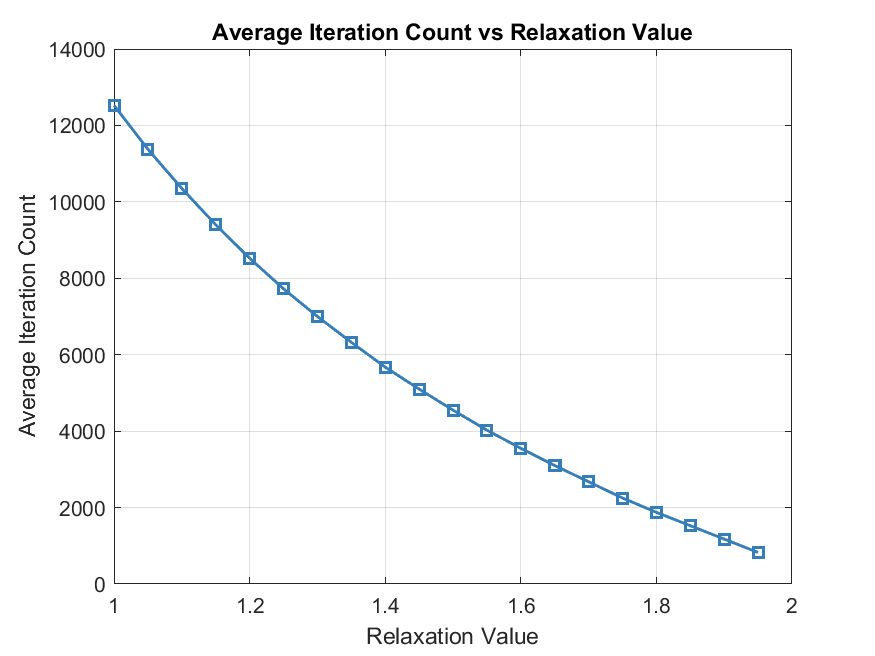 Average Iteration Count vs Relaxation Value
14000
12000
10000
8000
6000
4000
2000
0
Average Iteration Count
1 1.2 1.4 1.6 1.8 2
Relaxation Value